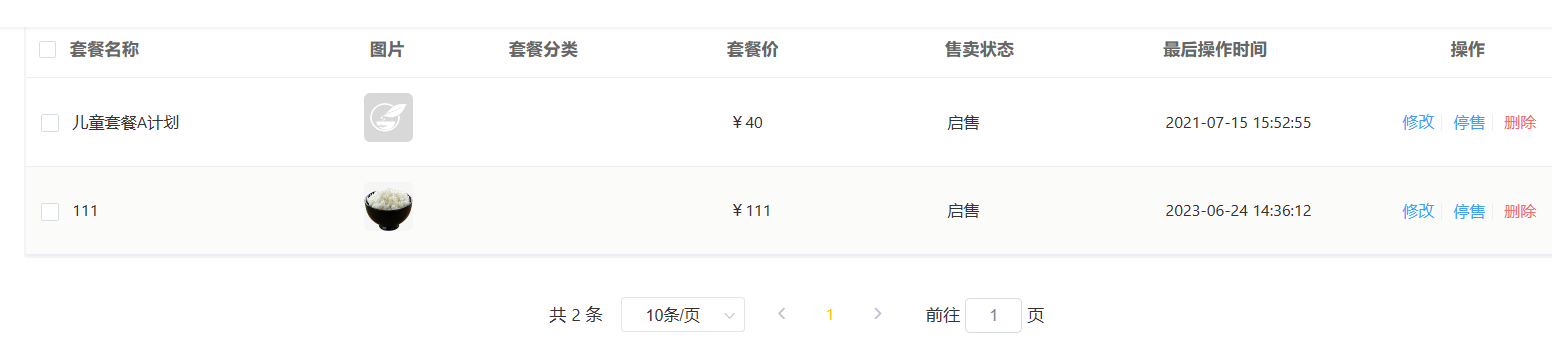 套餐名称 图片 套餐分类 套餐价 售卖状态 最后操作时间 操作
儿童套餐A计划 ￥40 启售 2021-07-15 15:52:55 修改 停售 删除
111 ￥111 启售 2023-06-24 14:36:12 修改 停售 删除
共 2 条 10条/页 1 前往 1 页